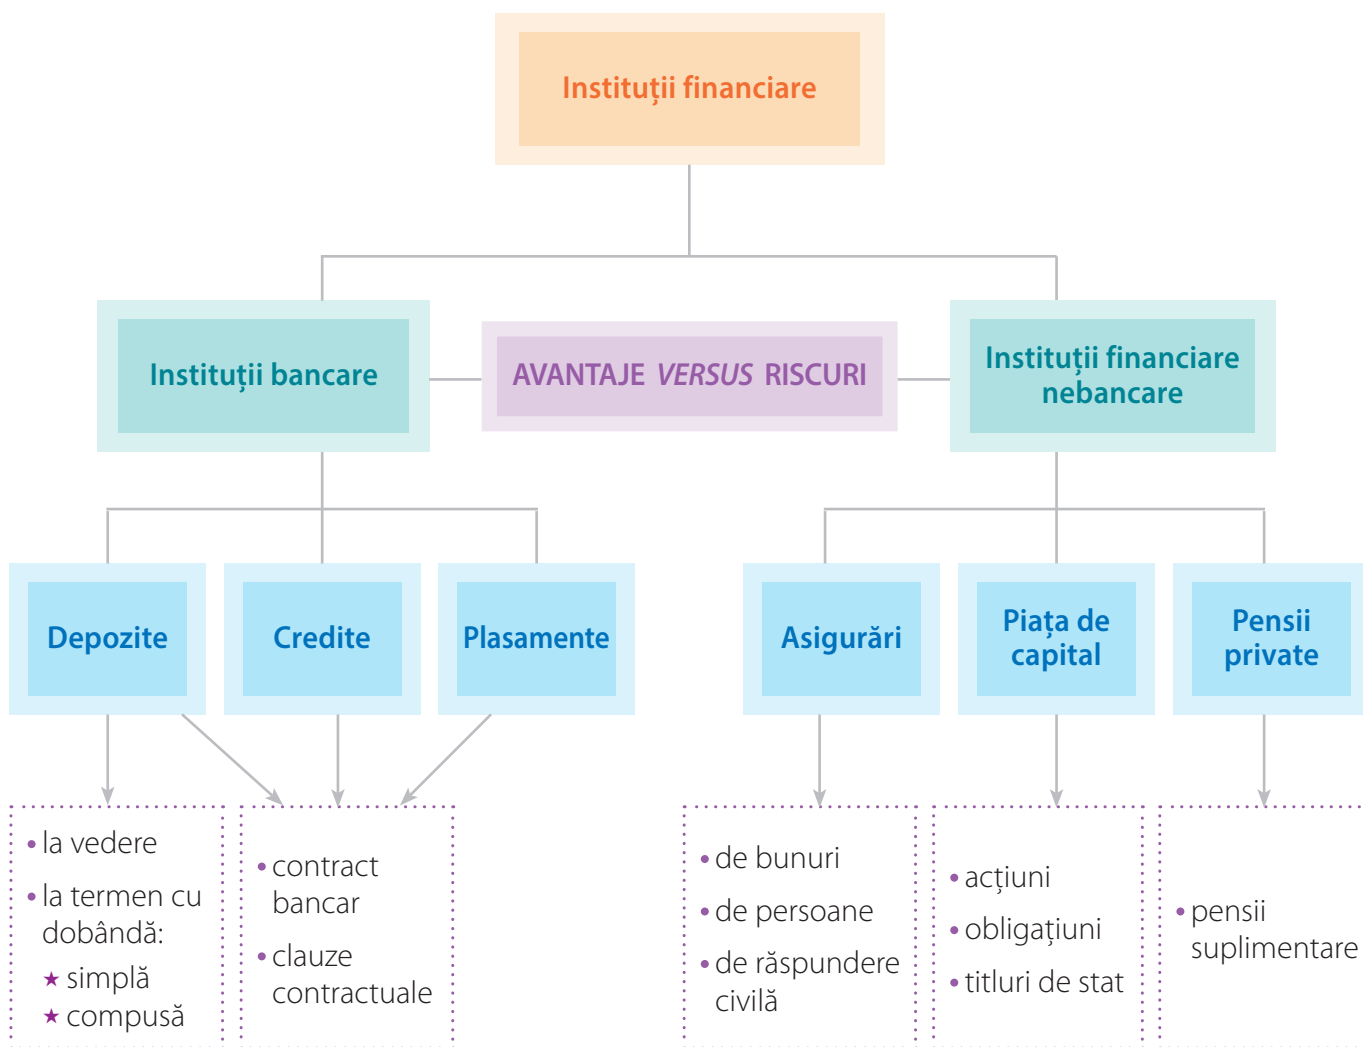 Instituții financiare
Instituții bancare
AVANTAJE VERSUS RISCURI
Instituții financiare
nebancare
Depozite
Credite
Plasamente
Asigurări
Piața de
capital
Pensii
private
• la vedere
• la termen cu
dobândă:
★ simplă
★ compusă
• contract
bancar
• clauze
contractuale
• de bunuri
• de persoane
• de răspundere
civilă
• acțiuni
• obligațiuni
• titluri de stat
• pensii
suplimentare